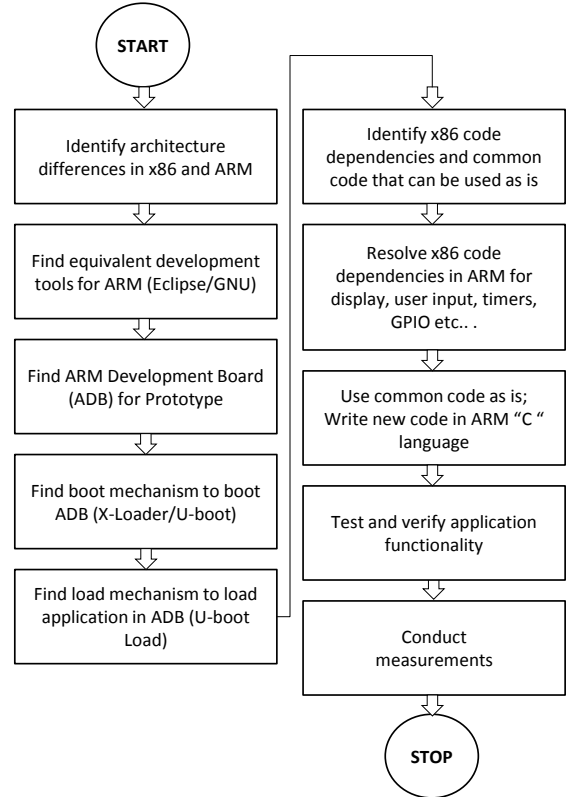 START
Identify architecture
differences in x86 and ARM
Find equivalent development
tools for ARM (Eclipse/GNU)
Find ARM Development Board
(ADB) for Prototype
Find boot mechanism to boot
ADB (X-Loader/U-boot)
Find load mechanism to load
application in ADB (U-boot
Load)
Identify x86 code
dependencies and common
code that can be used as is
Resolve x86 code
dependencies in ARM for
display, user input, timers,
GPIO etc.. .
Use common code as is;
Write new code in ARM “C “
language
Test and verify application
functionality
Conduct
measurements
STOP